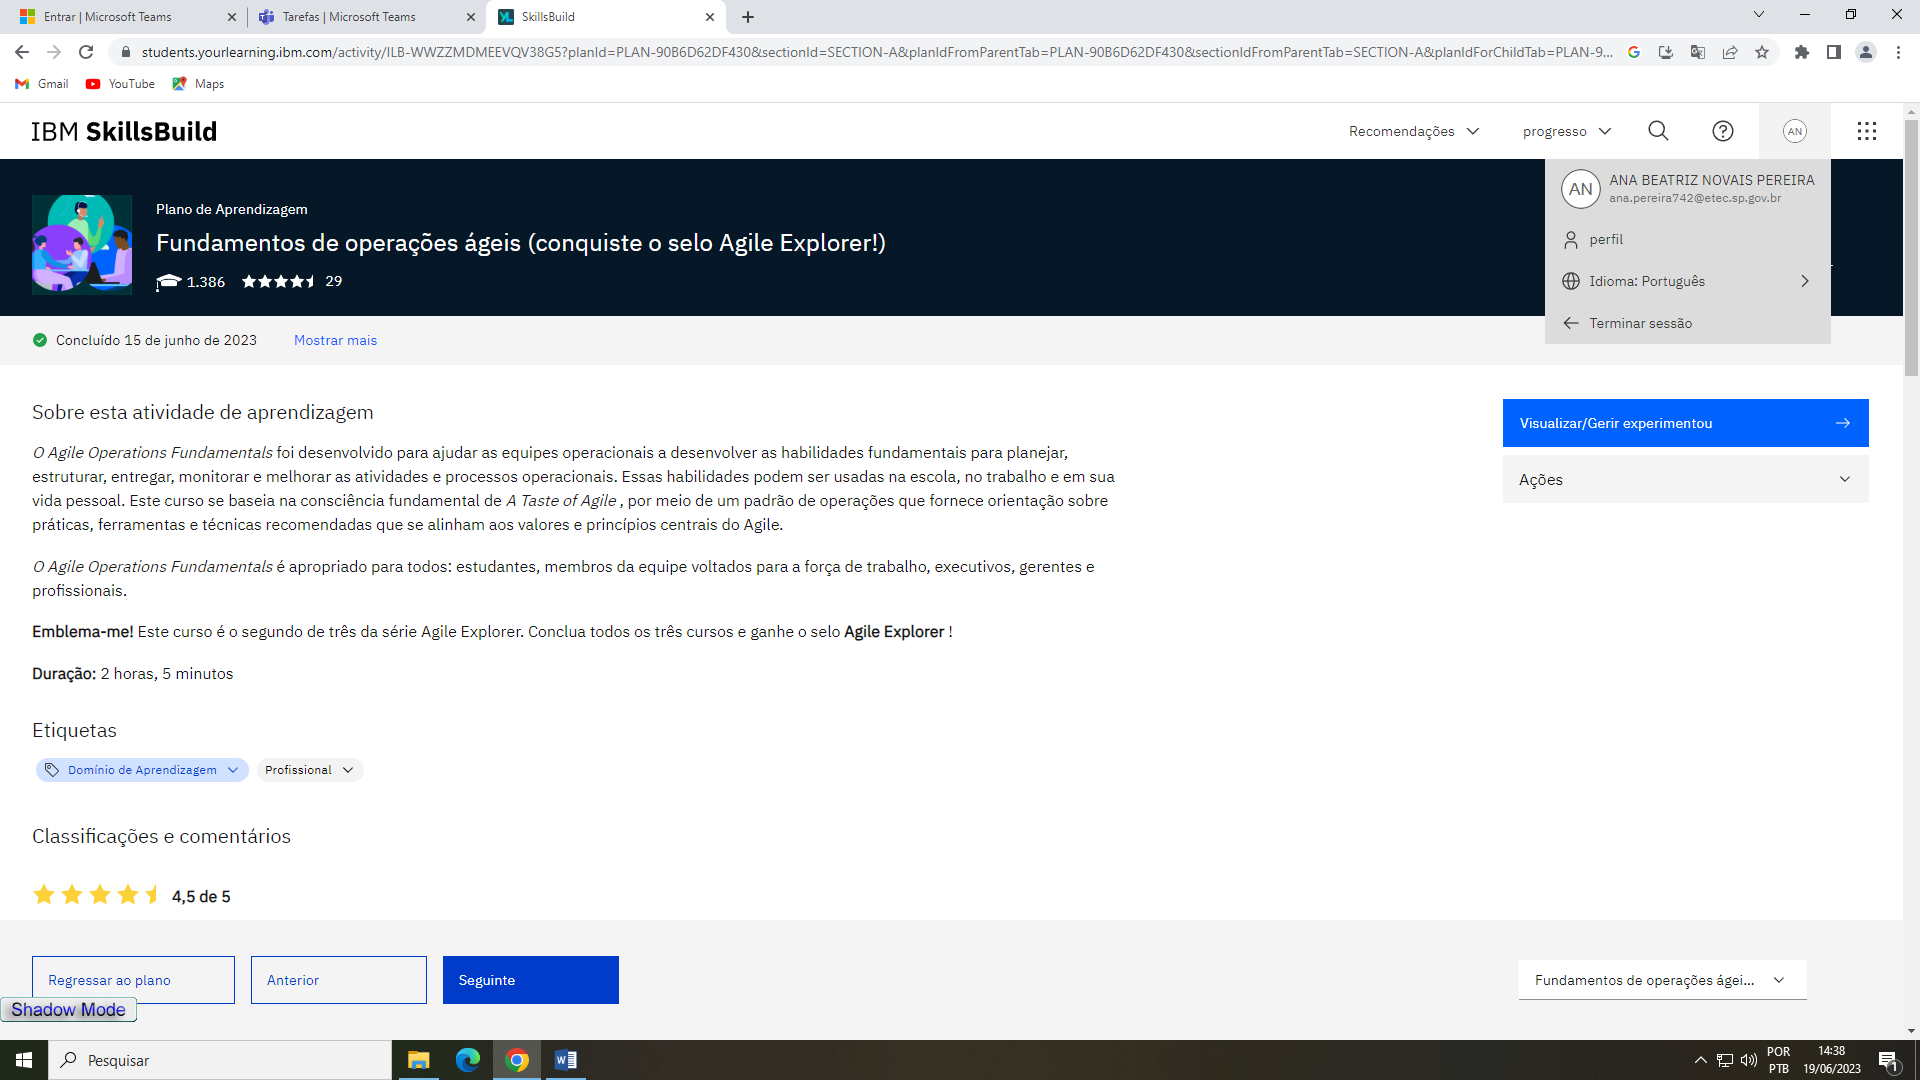 Entrar | Microsoft Teams
Tarefas | Microsoft Teams
SkillsBuild
students.yourlearning.ibm.com/activity/ILB-WWZZMDMEEVQV38G5?planId=PLAN-90B6D62DF430&sectionId=SECTION-A&planIdFromParentTab=PLAN-90B6D62DF430&sectionIdFromParentTab=SECTION-A&planIdForChildTab=PLAN-9...
Gmail
YouTube
Maps
IBM SkillsBuild
Recomendações
progresso
AN
AN
ANA BEATRIZ NOVAIS PEREIRA
ana.pereira742@etec.sp.gov.br
perfil
Idioma: Português
Terminar sessão
Plano de Aprendizagem
Fundamentos de operações ágeis (conquiste o selo Agile Explorer!)
1.386
29
Concluído 15 de junho de 2023
Mostrar mais
Sobre esta atividade de aprendizagem
O Agile Operations Fundamentals foi desenvolvido para ajudar as equipes operacionais a desenvolver as habilidades fundamentais para planejar,
estruturar, entregar, monitorar e melhorar as atividades e processos operacionais. Essas habilidades podem ser usadas na escola, no trabalho e em sua
vida pessoal. Este curso se baseia na consciência fundamental de A Taste of Agile , por meio de um padrão de operações que fornece orientação sobre
práticas, ferramentas e técnicas recomendadas que se alinham aos valores e princípios centrais do Agile.
O Agile Operations Fundamentals é apropriado para todos: estudantes, membros da equipe voltados para a força de trabalho, executivos, gerentes e
profissionais.
Emblema-me! Este curso é o segundo de três da série Agile Explorer. Conclua todos os três cursos e ganhe o selo Agile Explorer !
Duração: 2 horas, 5 minutos
Visualizar/Gerir experimentou
Ações
Etiquetas
Domínio de Aprendizagem
Profissional
Classificações e comentários
4,5 de 5
Regressar ao plano
Anterior
Seguinte
Fundamentos de operações ágei...
Shadow Mode
Pesquisar
POR
PTB
14:38
19/06/2023
1